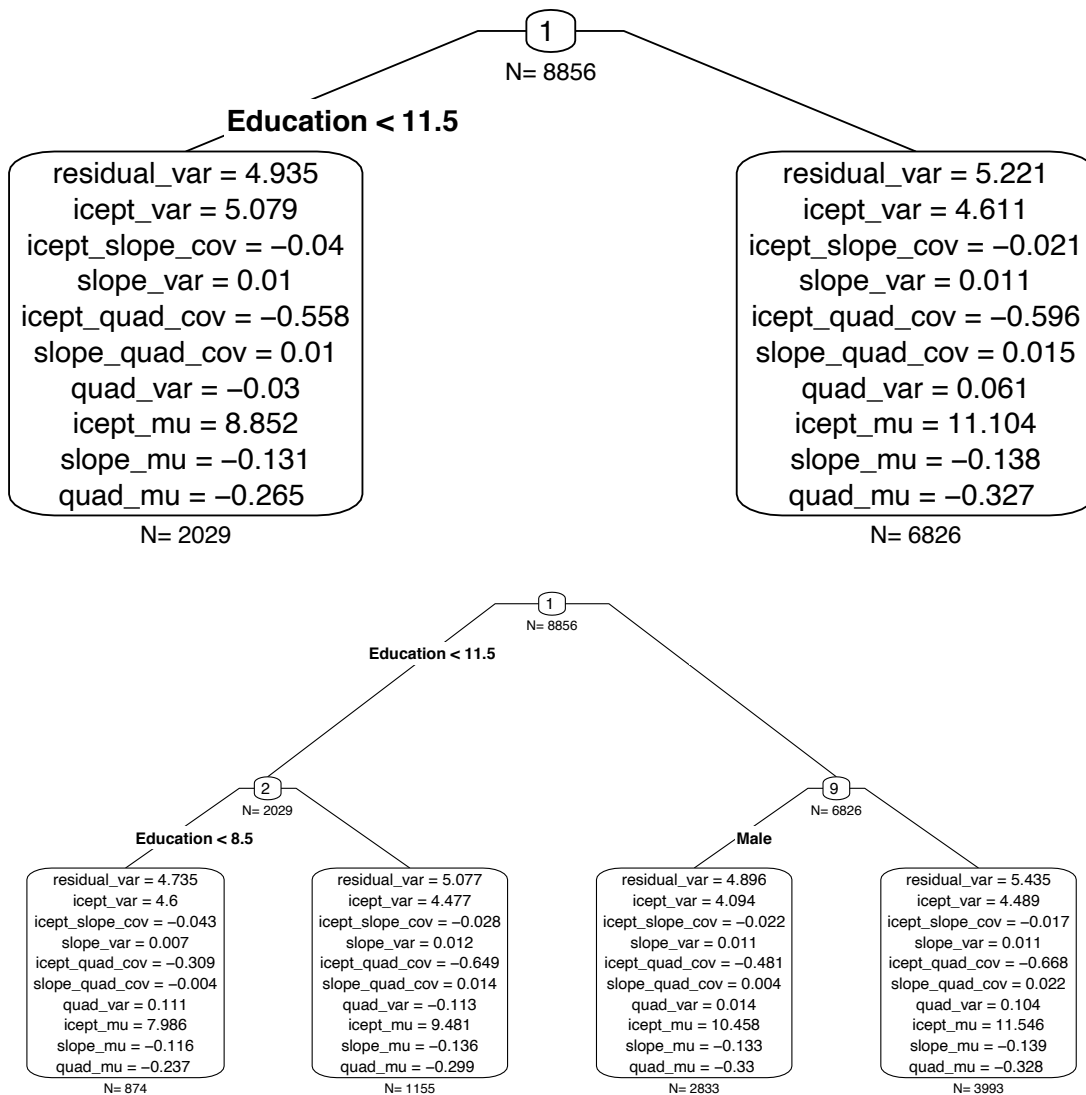 1
N= 8856
Education < 11.5
residual_var = 4.935
icept_var = 5.079
icept_slope_cov = −0.04
slope_var = 0.01
icept_quad_cov = −0.558
slope_quad_cov = 0.01
quad_var = −0.03
icept_mu = 8.852
slope_mu = −0.131
quad_mu = −0.265
N= 2029
residual_var = 5.221
icept_var = 4.611
icept_slope_cov = −0.021
slope_var = 0.011
icept_quad_cov = −0.596
slope_quad_cov = 0.015
quad_var = 0.061
icept_mu = 11.104
slope_mu = −0.138
quad_mu = −0.327
N= 6826
1
N= 8856
Education < 11.5
2
N= 2029
9
N= 6826
Education < 8.5
Male
residual_var = 4.735
icept_var = 4.6
icept_slope_cov = −0.043
slope_var = 0.007
icept_quad_cov = −0.309
slope_quad_cov = −0.004
quad_var = 0.111
icept_mu = 7.986
slope_mu = −0.116
quad_mu = −0.237
N= 874
residual_var = 5.077
icept_var = 4.477
icept_slope_cov = −0.028
slope_var = 0.012
icept_quad_cov = −0.649
slope_quad_cov = 0.014
quad_var = −0.113
icept_mu = 9.481
slope_mu = −0.136
quad_mu = −0.299
N= 1155
residual_var = 4.896
icept_var = 4.094
icept_slope_cov = −0.022
slope_var = 0.011
icept_quad_cov = −0.481
slope_quad_cov = 0.004
quad_var = 0.014
icept_mu = 10.458
slope_mu = −0.133
quad_mu = −0.33
N= 2833
residual_var = 5.435
icept_var = 4.489
icept_slope_cov = −0.017
slope_var = 0.011
icept_quad_cov = −0.668
slope_quad_cov = 0.022
quad_var = 0.104
icept_mu = 11.546
slope_mu = −0.139
quad_mu = −0.328
N= 3993